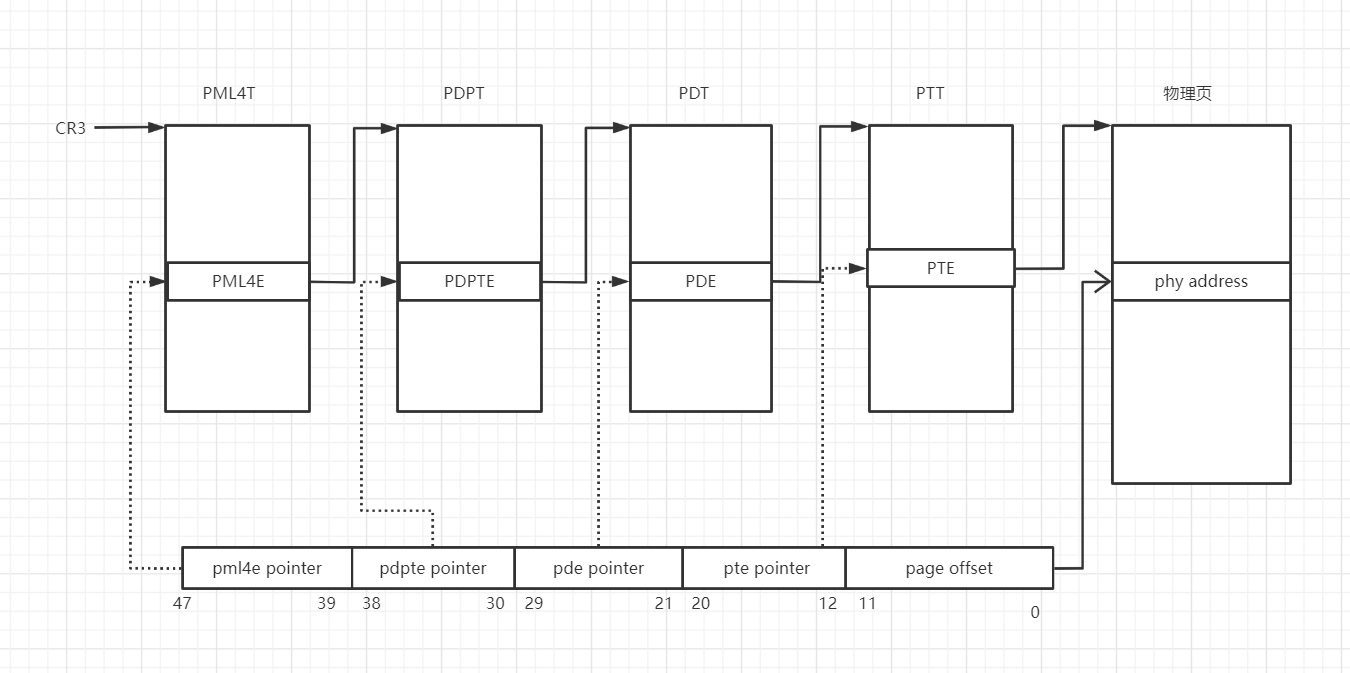 PML4T
PDPT
PDT
PTT
物理页
CR3
PML4E
PDPTE
PDE
PTE
phy address
pml4e pointer
pdpte pointer
pde pointer
pte pointer
page offset
47
39
38
30
29
21
20
12
11
0